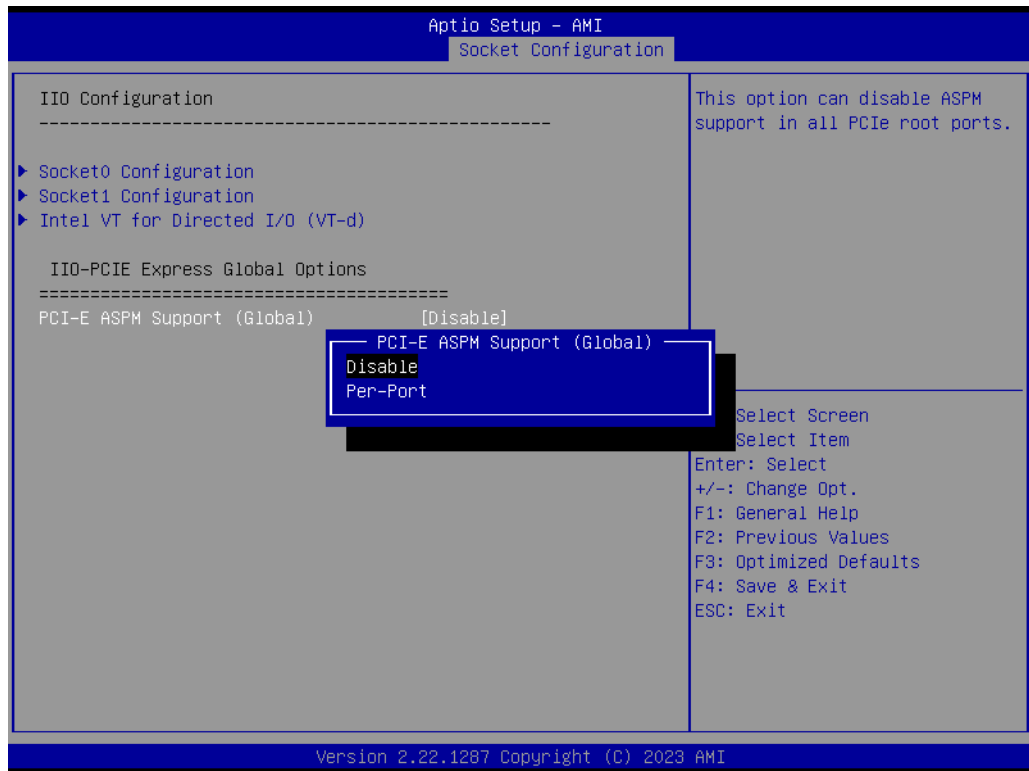 Aptio Setup – AMI
Socket Configuration
IIO Configuration
--------------------------------------------------
Socket0 Configuration
Socket1 Configuration
Intel VT for Directed I/O (VT-d)
IIO-PCIE Express Global Options
========================================
PCI-E ASPM Support (Global) [Disable]
PCI-E ASPM Support (Global)
Disable
Per-Port
This option can disable ASPM
support in all PCIe root ports.
Select Screen
Select Item
Enter: Select
+/-: Change Opt.
F1: General Help
F2: Previous Values
F3: Optimized Defaults
F4: Save & Exit
ESC: Exit
Version 2.22.1287 Copyright (C) 2023 AMI